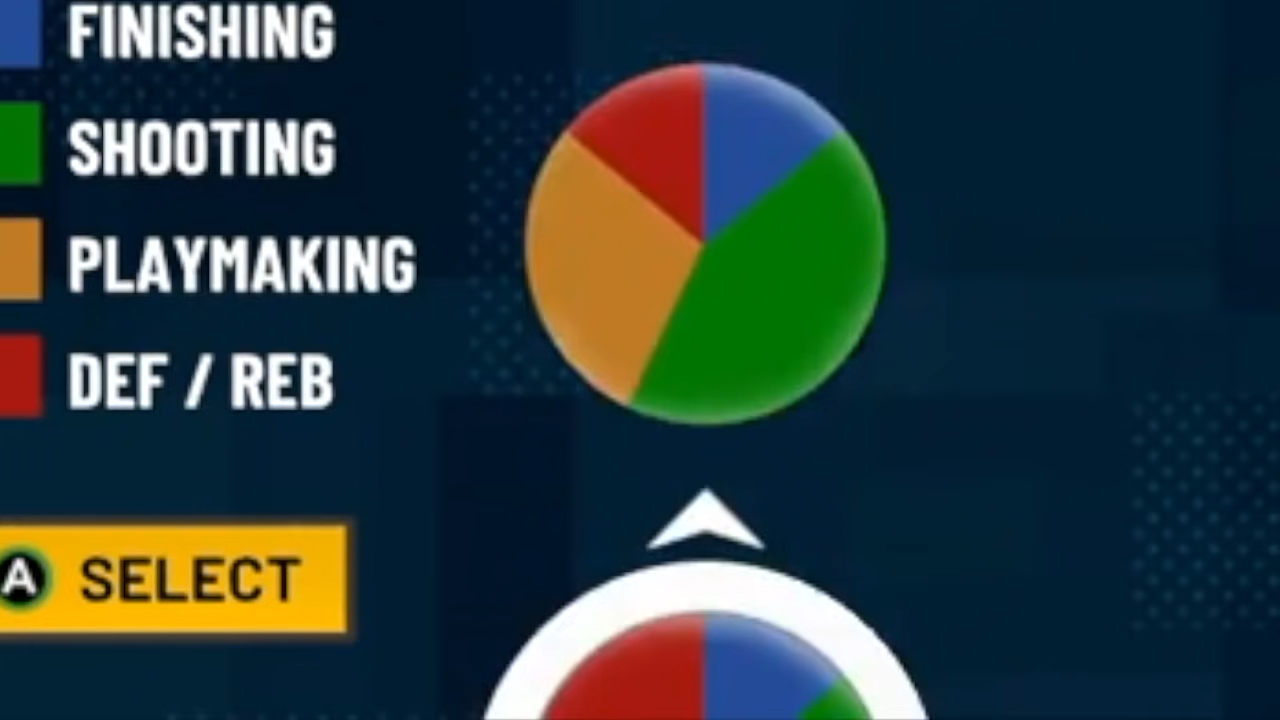 FINISHING
SHOOTING
PLAYMAKING
DEF / REB
A SELECT